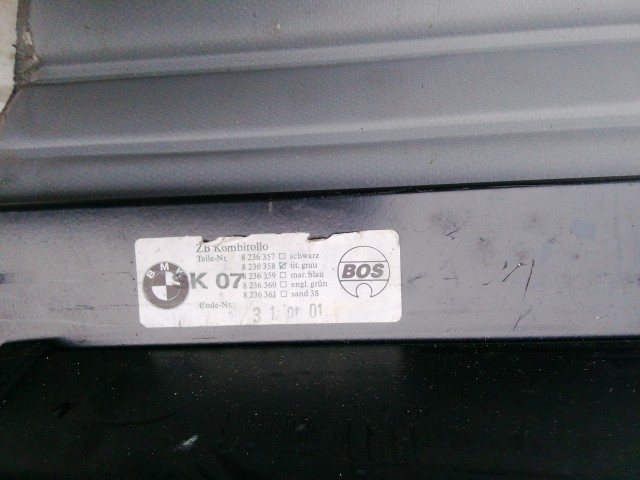 ZB Kombirollo
Teile-Nr. 8 236 357 schwarz
8 236 358 tit. grau
8 236 359 mar. blau
8 236 360 engl. grün
8 236 361 sand 38
BMW
K 07
BOS
Code-Nr.
3 1 01 01